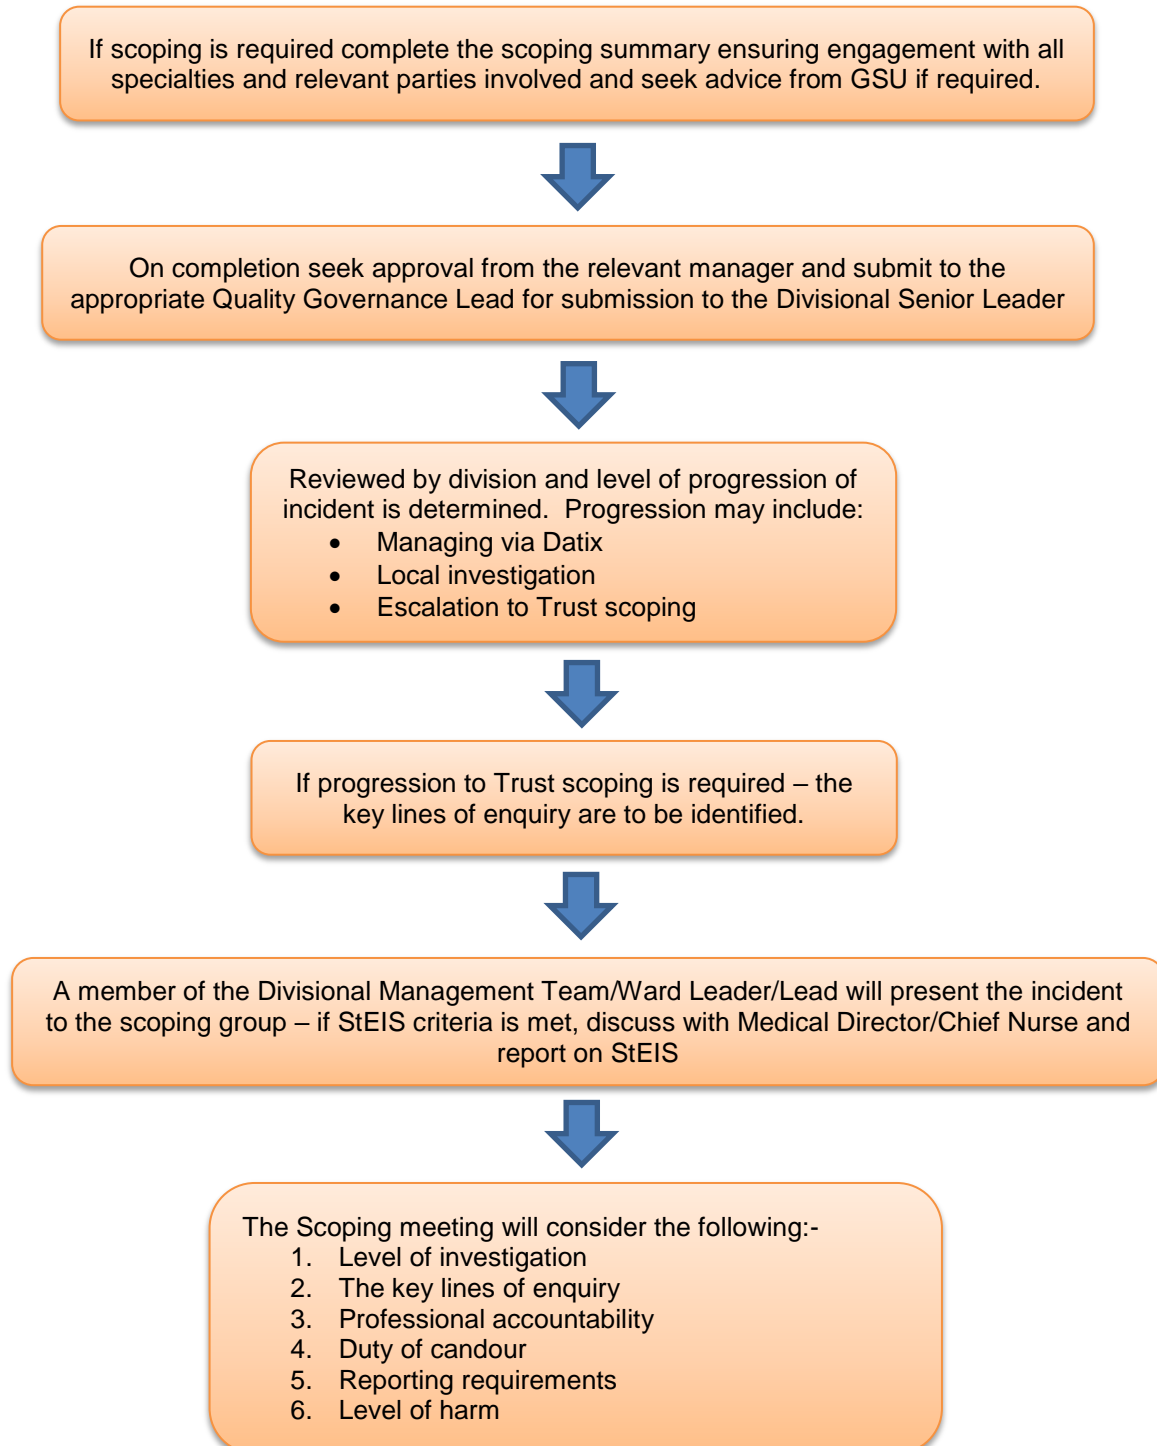 If scoping is required complete the scoping summary ensuring engagement with all
specialties and relevant parties involved and seek advice from GSU if required.
On completion seek approval from the relevant manager and submit to the
appropriate Quality Governance Lead for submission to the Divisional Senior Leader
Reviewed by division and level of progression of
incident is determined.  Progression may include:
• Managing via Datix
• Local investigation
• Escalation to Trust scoping
If progression to Trust scoping is required – the
key lines of enquiry are to be identified.
A member of the Divisional Management Team/Ward Leader/Lead will present the incident
to the scoping group – if StEIS criteria is met, discuss with Medical Director/Chief Nurse and
report on StEIS
The Scoping meeting will consider the following:-
1. Level of investigation
2. The key lines of enquiry
3. Professional accountability
4. Duty of candour
5. Reporting requirements
6. Level of harm